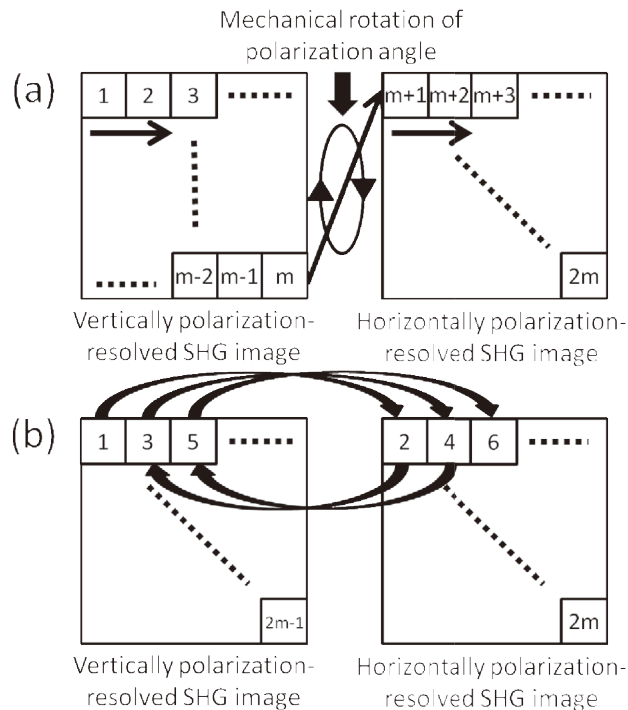 Mechanical rotation of
polarization angle
(a)
1 2 3
m+1 m+2 m+3
m-2 m-1 m
2m
Vertically polarization-
resolved SHG image
Horizontally polarization-
resolved SHG image
(b)
1 3 5
2 4 6
2m-1
2m
Vertically polarization-
resolved SHG image
Horizontally polarization-
resolved SHG image